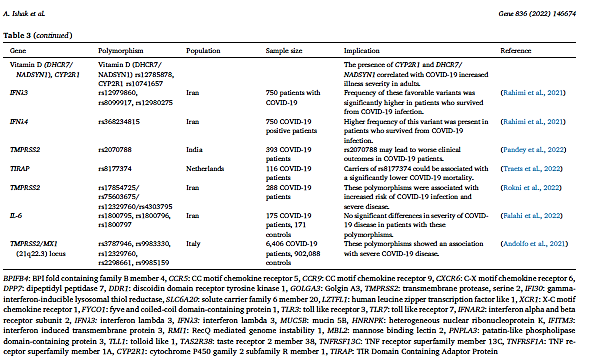 A. Ishak et al.
Gene 836 (2022) 146674
Table 3 (continued)
Gene Polymorphism Population Sample size Implication Reference
Vitamin D (DHCR7/ Vitamin D (DHCR7/ The presence of CYP2R1 and DHCR7/
NADSYN1), CYP2R1 NADSYN1) rs12785878, NADSYN1 correlated with COVID-19 increased
CYP2R1 rs10741657 illness severity in adults.
IFNλ3 rs12979860, Iran 750 patients with Frequency of these favorable variants was (Rahimi et al., 2021)
rs8099917, rs12980275 COVID-19 significantly higher in patients who survived
from COVID-19 infection.
IFNλ4 rs368234815 Iran 750 COVID-19 Higher frequency of this variant was present in (Rahimi et al., 2021)
positive patients patients who survived from COVID-19
infection.
TMPRSS2 rs2070788 India 393 COVID-19 rs2070788 may lead to worse clinical (Pandey et al., 2022)
patients outcomes in COVID-19 patients.
TIRAP rs8177374 Netherlands 116 COVID-19 Carriers of rs8177374 could be associated with (Traets et al., 2022)
patients a significantly lower COVID-19 mortality.
TMPRSS2 rs17854725/ Iran 288 COVID-19 These polymorphisms were associated with (Rokni et al., 2022)
rs75603675/ patients increased risk of COVID-19 infection and
rs12329760/rs4303795 severe disease.
IL-6 rs1800795, rs1800796, Iran 175 COVID-19 No significant differences in severity of COVID- (Falahi et al., 2022)
rs1800797 patients, 171 19 disease in patients with these
controls polymorphisms.
TMPRSS2/MX1 rs3787946, rs9983330, Italy 6,406 COVID-19 These polymorphisms showed an association (Andolfo et al., 2021)
(21q22.3) locus rs12329760, patients, 902,088 with severe COVID-19 disease.
rs2298661, rs9985159 controls
BPIFB4: BPI fold containing family B member 4, CCR5: CC motif chemokine receptor 5, CCR9: CC motif chemokine receptor 9, CXCR6: C-X motif chemokine receptor 6,
DPP7: dipeptidyl peptidase 7, DDR1: discoidin domain receptor tyrosine kinase 1, GOLGA3: Golgin A3, TMPRSS2: transmembrane protease, serine 2, IFI30: gamma-
interferon-inducible lysosomal thiol reductase, SLC6A20: solute carrier family 6 member 20, LZTFL1: human leucine zipper transcription factor like 1, XCR1: X-C motif
chemokine receptor 1, FYCO1: fyve and coiled-coil domain-containing protein 1, TLR3: toll like receptor 3, TLR7: toll like receptor 7, IFNAR2: interferon alpha and beta
receptor subunit 2, IFNλ3: interferon lambda 3, IFNλ3: interferon lambda 3, MUC5B: mucin 5B, HNRNPK: heterogeneous nuclear ribonucleoprotein K, IFITM3:
interferon induced transmembrane protein 3, RMI1: RecQ mediated genome instability 1, MBL2: mannose binding lectin 2, PNPLA3: patatin-like phospholipase
domain-containing protein 3, TLL1: tolloid like 1, TAS2R38: taste receptor 2 member 38, TNFRSF13C: TNF receptor superfamily member 13C, TNFRSF1A: TNF re-
ceptor superfamily member 1A, CYP2R1: cytochrome P450 gamily 2 subfamily R member 1, TIRAP: TIR Domain Containing Adaptor Protein